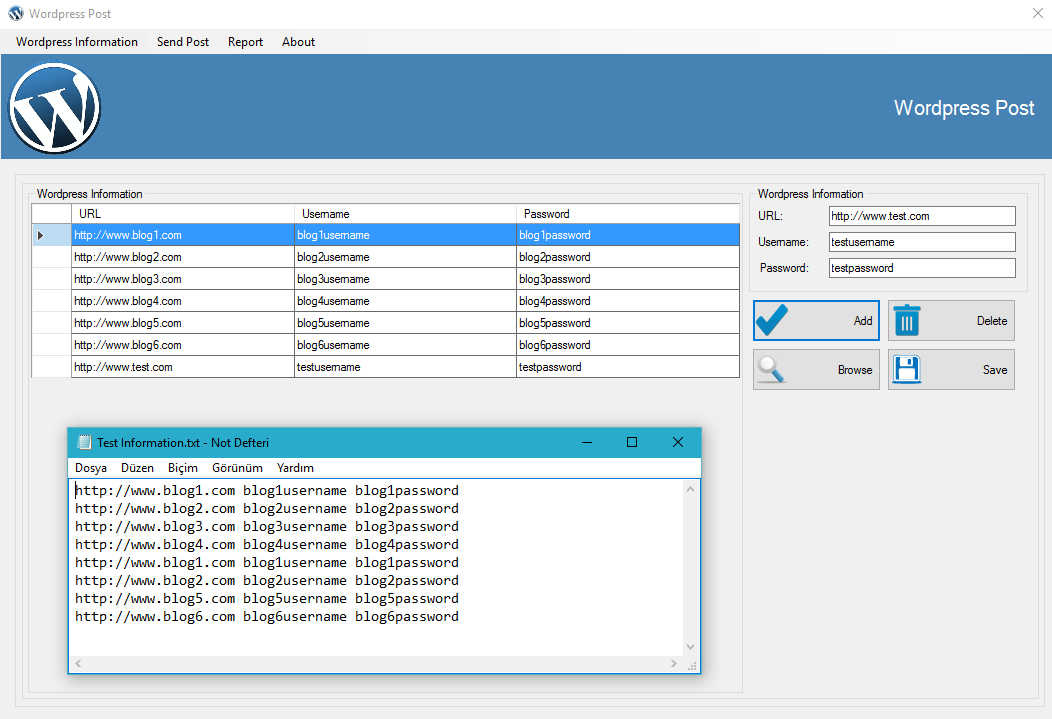 Wordpress Post
Wordpress Information Send Post Report About
Wordpress Post
Wordpress Information
URL Username Password
http://www.blog1.com blog1username blog1password
http://www.blog2.com blog2username blog2password
http://www.blog3.com blog3username blog3password
http://www.blog4.com blog4username blog4password
http://www.blog5.com blog5username blog5password
http://www.blog6.com blog6username blog6password
http://www.test.com testusername testpassword
Wordpress Information
URL: http://www.test.com
Username: testusername
Password: testpassword
Add Delete
Browse Save
Test Information.txt - Not Defteri
Dosya Düzen Biçim Görünüm Yardım
http://www.blog1.com blog1username blog1password
http://www.blog2.com blog2username blog2password
http://www.blog3.com blog3username blog3password
http://www.blog4.com blog4username blog4password
http://www.blog1.com blog1username blog1password
http://www.blog2.com blog2username blog2password
http://www.blog5.com blog5username blog5password
http://www.blog6.com blog6username blog6password